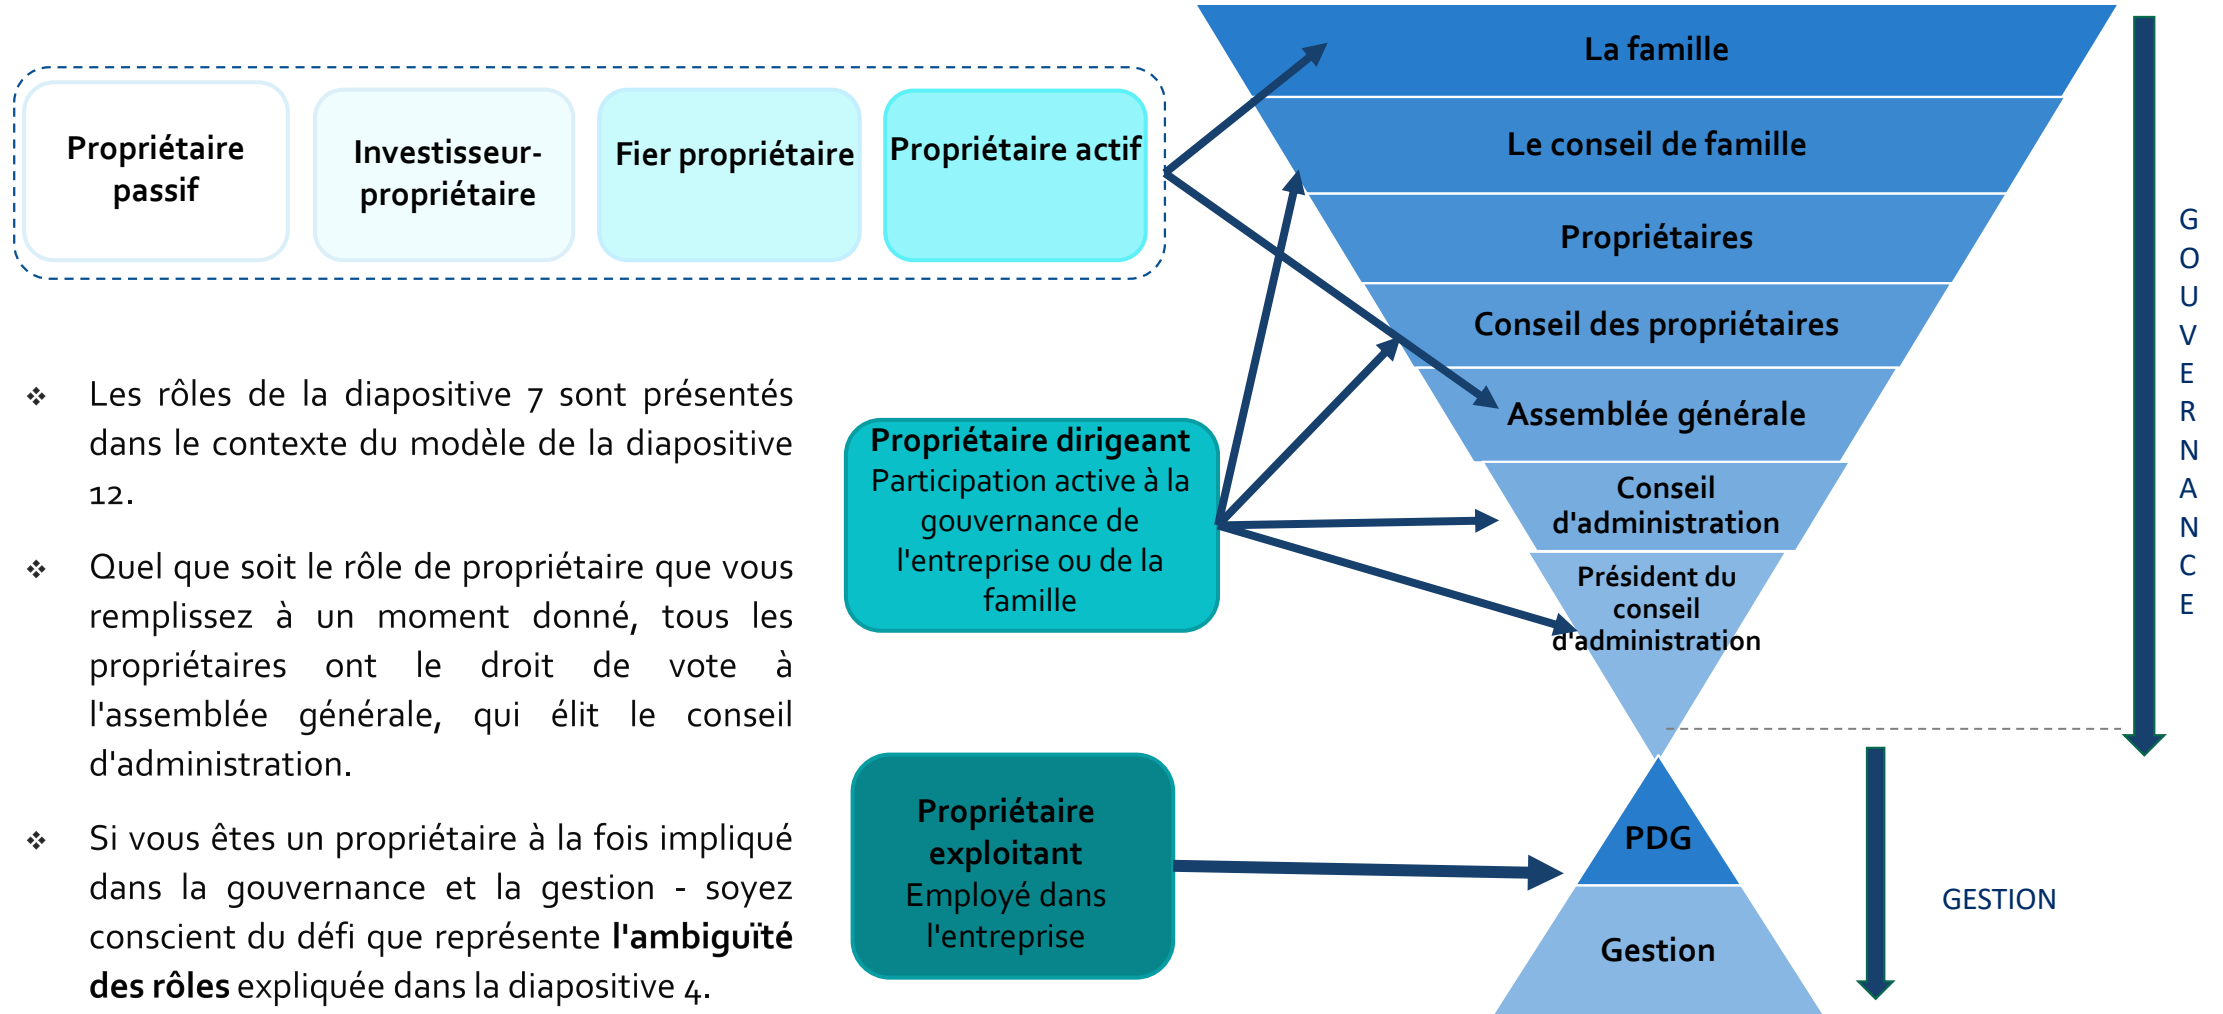 Propriétaire
passif
Investisseur-
propriétaire
Fier propriétaire
Propriétaire actif
❖ Les rôles de la diapositive 7 sont présentés
dans le contexte du modèle de la diapositive
12.
❖ Quel que soit le rôle de propriétaire que vous
remplissez à un moment donné, tous les
propriétaires ont le droit de vote à
l'assemblée générale, qui élit le conseil
d'administration.
❖ Si vous êtes un propriétaire à la fois impliqué
dans la gouvernance et la gestion - soyez
conscient du défi que représente l'ambiguïté
des rôles expliquée dans la diapositive 4.
Propriétaire dirigeant
Participation active à la
gouvernance de
l'entreprise ou de la
famille
Propriétaire
exploitant
Employé dans
l'entreprise
La famille
Le conseil de famille
Propriétaires
Conseil des propriétaires
Assemblée générale
Conseil
d'administration
Président du
conseil
d'administration
PDG
Gestion
G
O
U
V
E
R
N
A
N
C
E
GESTION